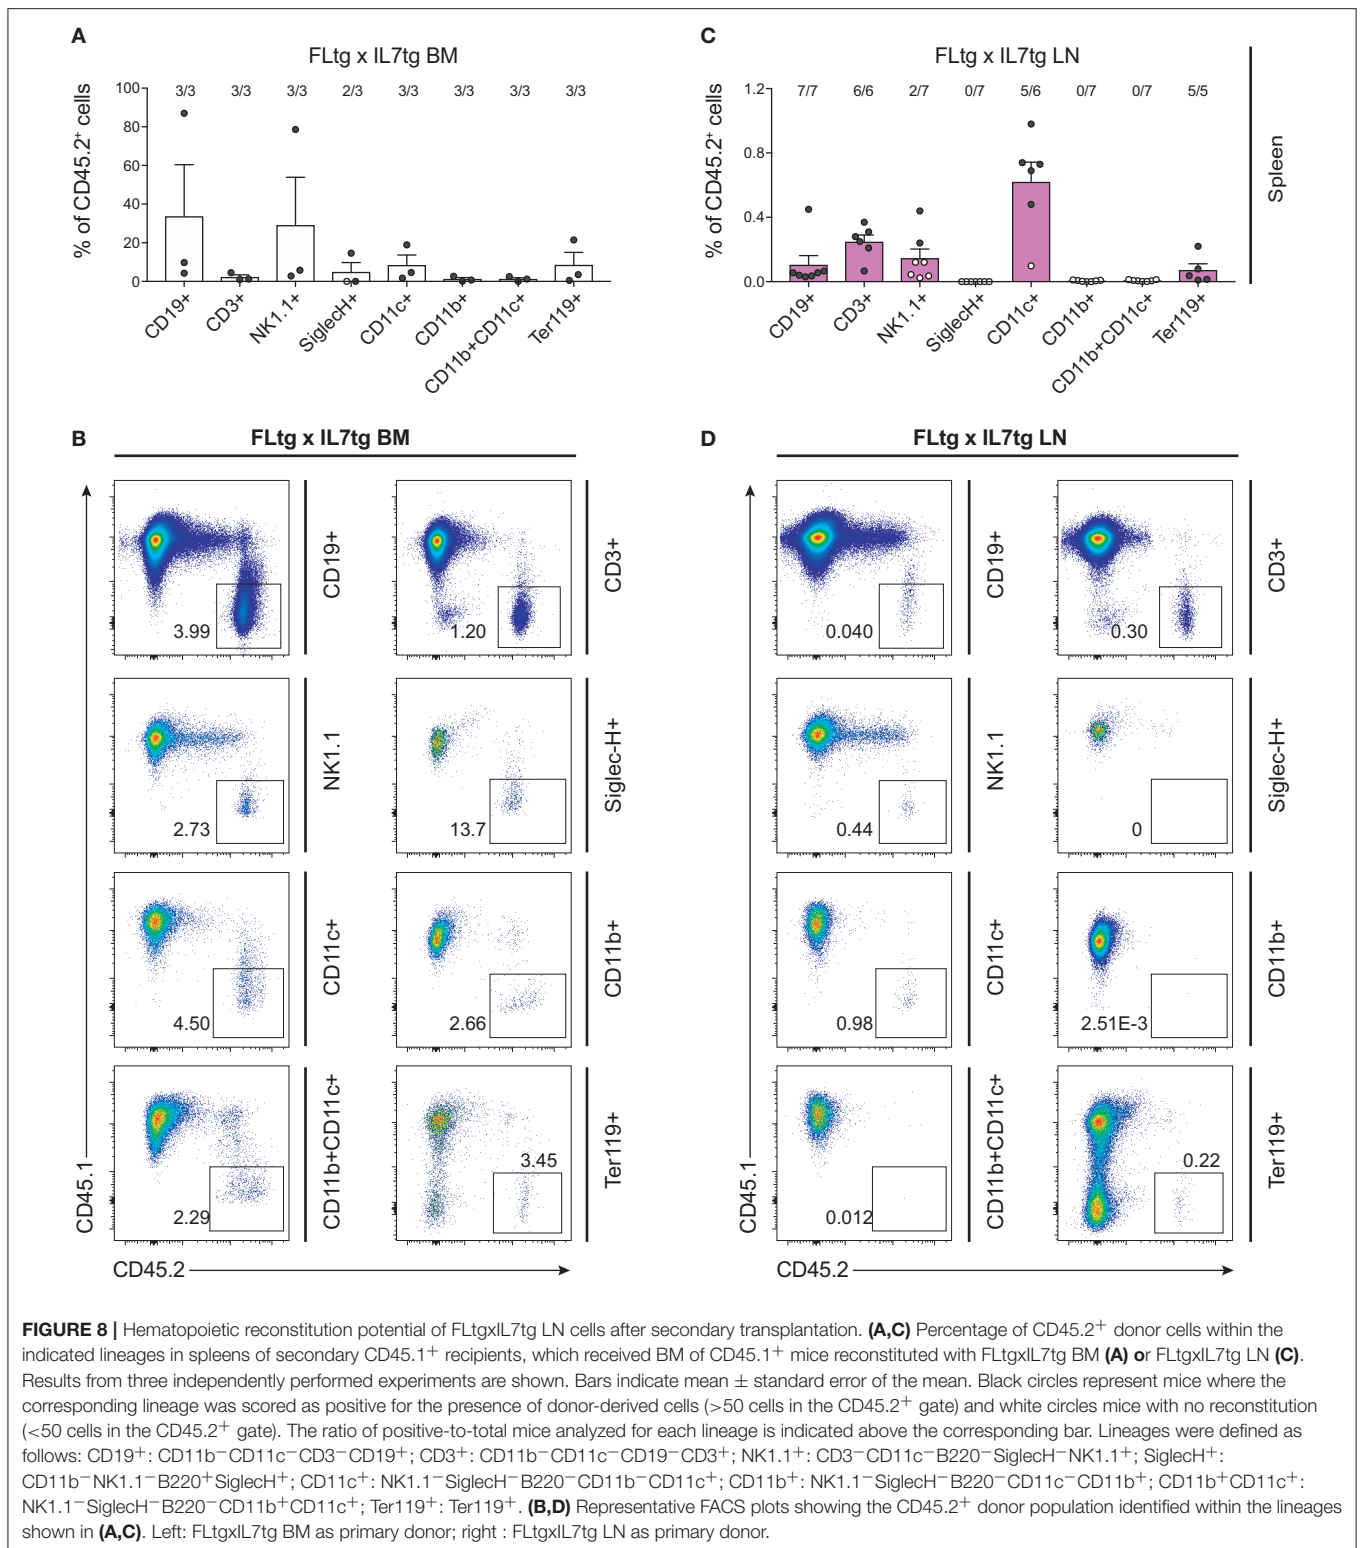 A
FLtg x IL7tg BM
% of CD45.2+ cells
100
80
60
40
20
0
3/3 3/3 3/3 2/3 3/3 3/3 3/3 3/3
CD19+
CD3+
NK1.1+
SiglecH+
CD11c+
CD11b+
CD11b+CD11c+
Ter119+
C
FLtg x IL7tg LN
% of CD45.2+ cells
1.2
0.8
0.4
0.0
7/7 6/6 2/7 0/7 5/6 0/7 0/7 5/5
CD19+
CD3+
NK1.1+
SiglecH+
CD11c+
CD11b+
CD11b+CD11c+
Ter119+
Spleen
B
FLtg x IL7tg BM
3.99
CD19+
1.20
CD3+
2.73
NK1.1
13.7
Siglec-H+
4.50
CD11c+
2.66
CD11b+
2.29
CD11b+CD11c+
3.45
Ter119+
CD45.1
CD45.2
D
FLtg x IL7tg LN
0.040
CD19+
0.30
CD3+
0.44
NK1.1
0
Siglec-H+
0.98
CD11c+
2.51E-3
CD11b+
0.012
CD11b+CD11c+
0.22
Ter119+
CD45.1
CD45.2
FIGURE 8 | Hematopoietic reconstitution potential of FLtgxIL7tg LN cells after secondary transplantation. (A,C) Percentage of CD45.2+ donor cells within the
indicated lineages in spleens of secondary CD45.1+ recipients, which received BM of CD45.1+ mice reconstituted with FLtgxIL7tg BM (A) or FLtgxIL7tg LN (C).
Results from three independently performed experiments are shown. Bars indicate mean ± standard error of the mean. Black circles represent mice where the
corresponding lineage was scored as positive for the presence of donor-derived cells (>50 cells in the CD45.2+ gate) and white circles mice with no reconstitution
(<50 cells in the CD45.2+ gate). The ratio of positive-to-total mice analyzed for each lineage is indicated above the corresponding bar. Lineages were defined as
follows: CD19+: CD11b−CD11c−CD3−CD19+; CD3+: CD11b−CD11c−CD19−CD3+; NK1.1+: CD3−CD11c−B220−SiglecH−NK1.1+; SiglecH+:
CD11b−NK1.1−B220+SiglecH+; CD11c+: NK1.1−SiglecH−B220−CD11b−CD11c+; CD11b+: NK1.1−SiglecH−B220−CD11c−CD11b+; CD11b+CD11c+:
NK1.1−SiglecH−B220−CD11b+CD11c+; Ter119+: Ter119+. (B,D) Representative FACS plots showing the CD45.2+ donor population identified within the lineages
shown in (A,C). Left: FLtgxIL7tg BM as primary donor; right : FLtgxIL7tg LN as primary donor.